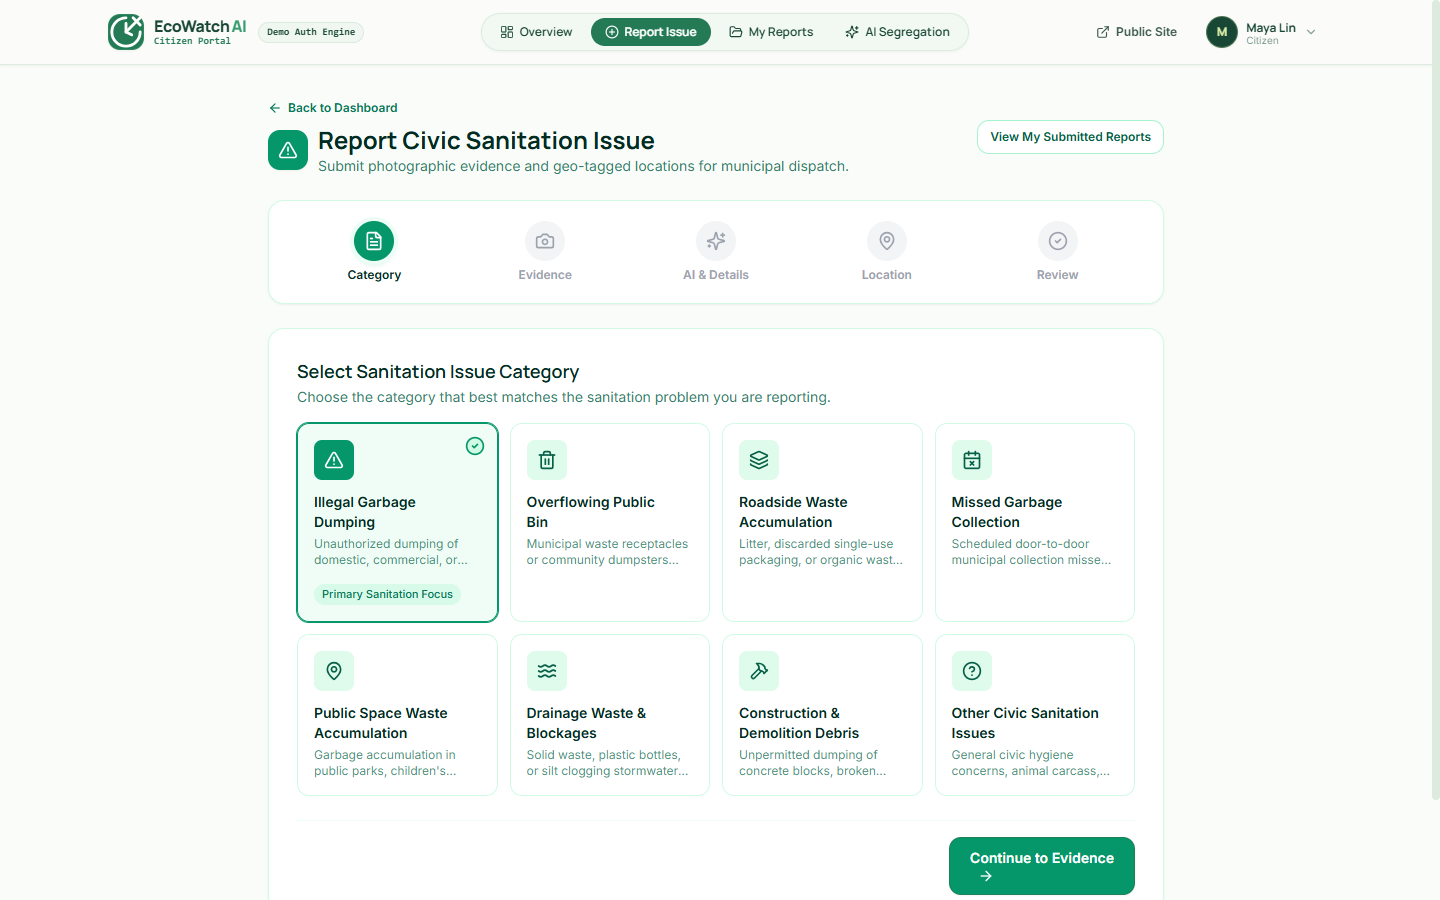 EcoWatch AI
Citizen Portal
Demo Auth Engine
Overview
Report Issue
My Reports
AI Segregation
Public Site
M
Maya Lin
Citizen
Back to Dashboard
Report Civic Sanitation Issue
Submit photographic evidence and geo-tagged locations for municipal dispatch.
View My Submitted Reports
Category
Evidence
AI & Details
Location
Review
Select Sanitation Issue Category
Choose the category that best matches the sanitation problem you are reporting.
Illegal Garbage
Dumping
Unauthorized dumping of
domestic, commercial, or...
Primary Sanitation Focus
Overflowing Public
Bin
Municipal waste receptacles
or community dumpsters...
Roadside Waste
Accumulation
Litter, discarded single-use
packaging, or organic wast...
Missed Garbage
Collection
Scheduled door-to-door
municipal collection misse...
Public Space Waste
Accumulation
Garbage accumulation in
public parks, children's...
Drainage Waste &
Blockages
Solid waste, plastic bottles,
or silt clogging stormwater...
Construction &
Demolition Debris
Unpermitted dumping of
concrete blocks, broken...
Other Civic Sanitation
Issues
General civic hygiene
concerns, animal carcass,...
Continue to Evidence
→